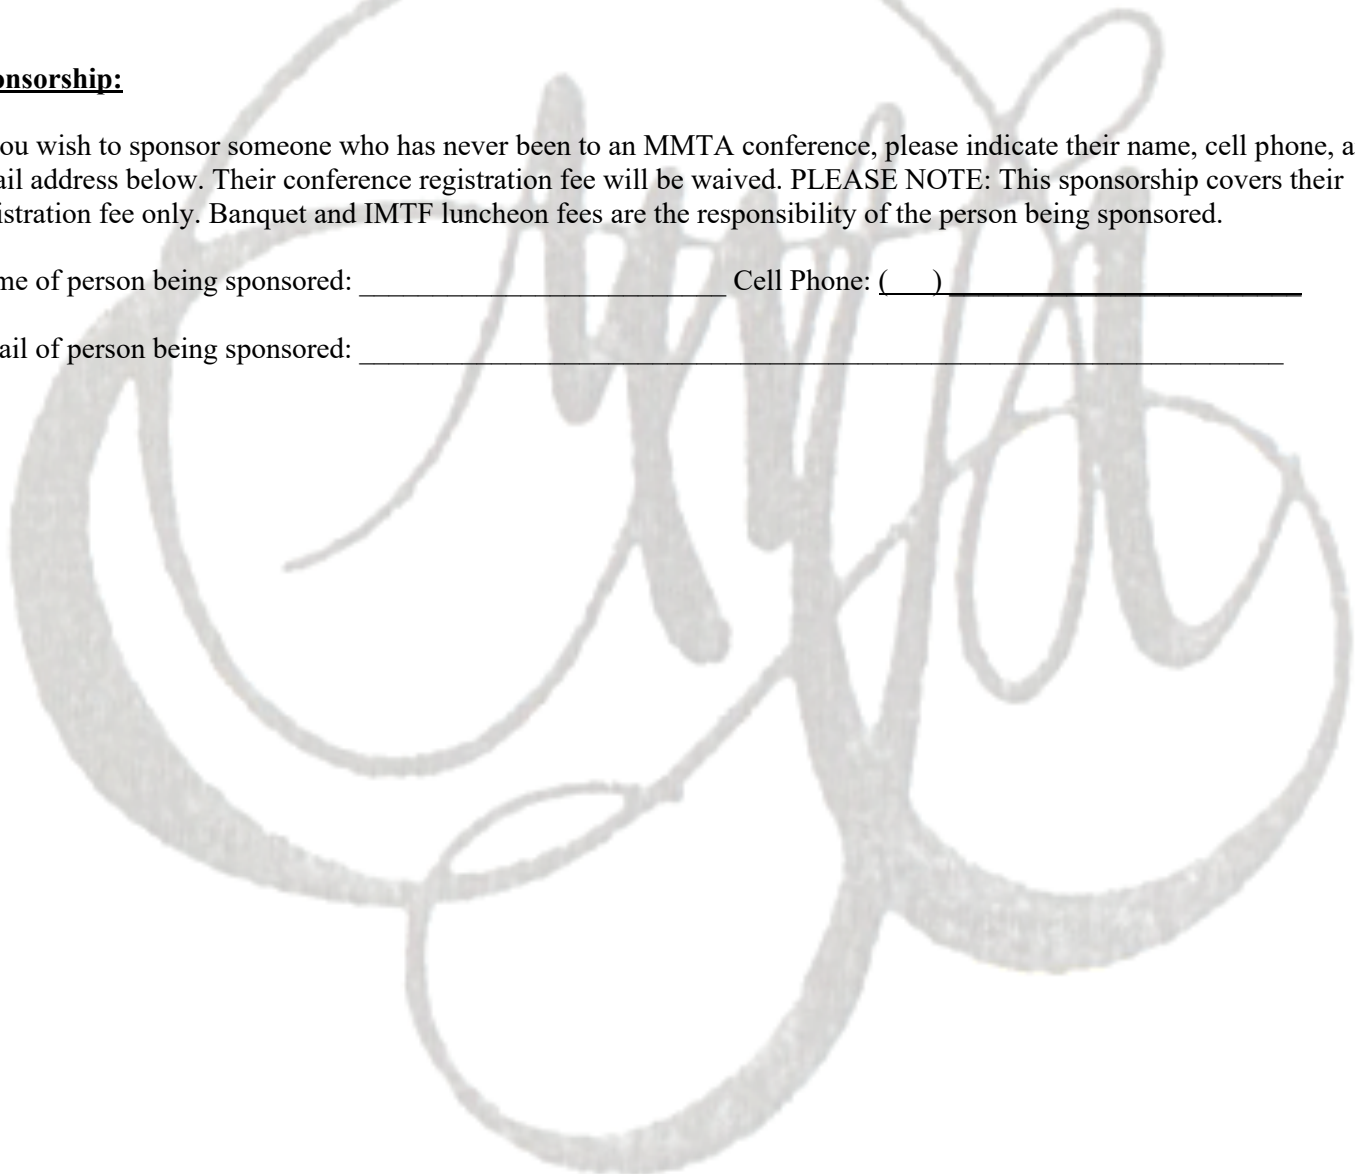 onsorship:
ou wish to sponsor someone who has never been to an MMTA conference, please indicate their name, cell phone, a
ail address below. Their conference registration fee will be waived. PLEASE NOTE: This sponsorship covers their
istration fee only. Banquet and IMTF luncheon fees are the responsibility of the person being sponsored.
me of person being sponsored: _________________________ Cell Phone: (   ) ________________________
ail of person being sponsored: _______________________________________________________________